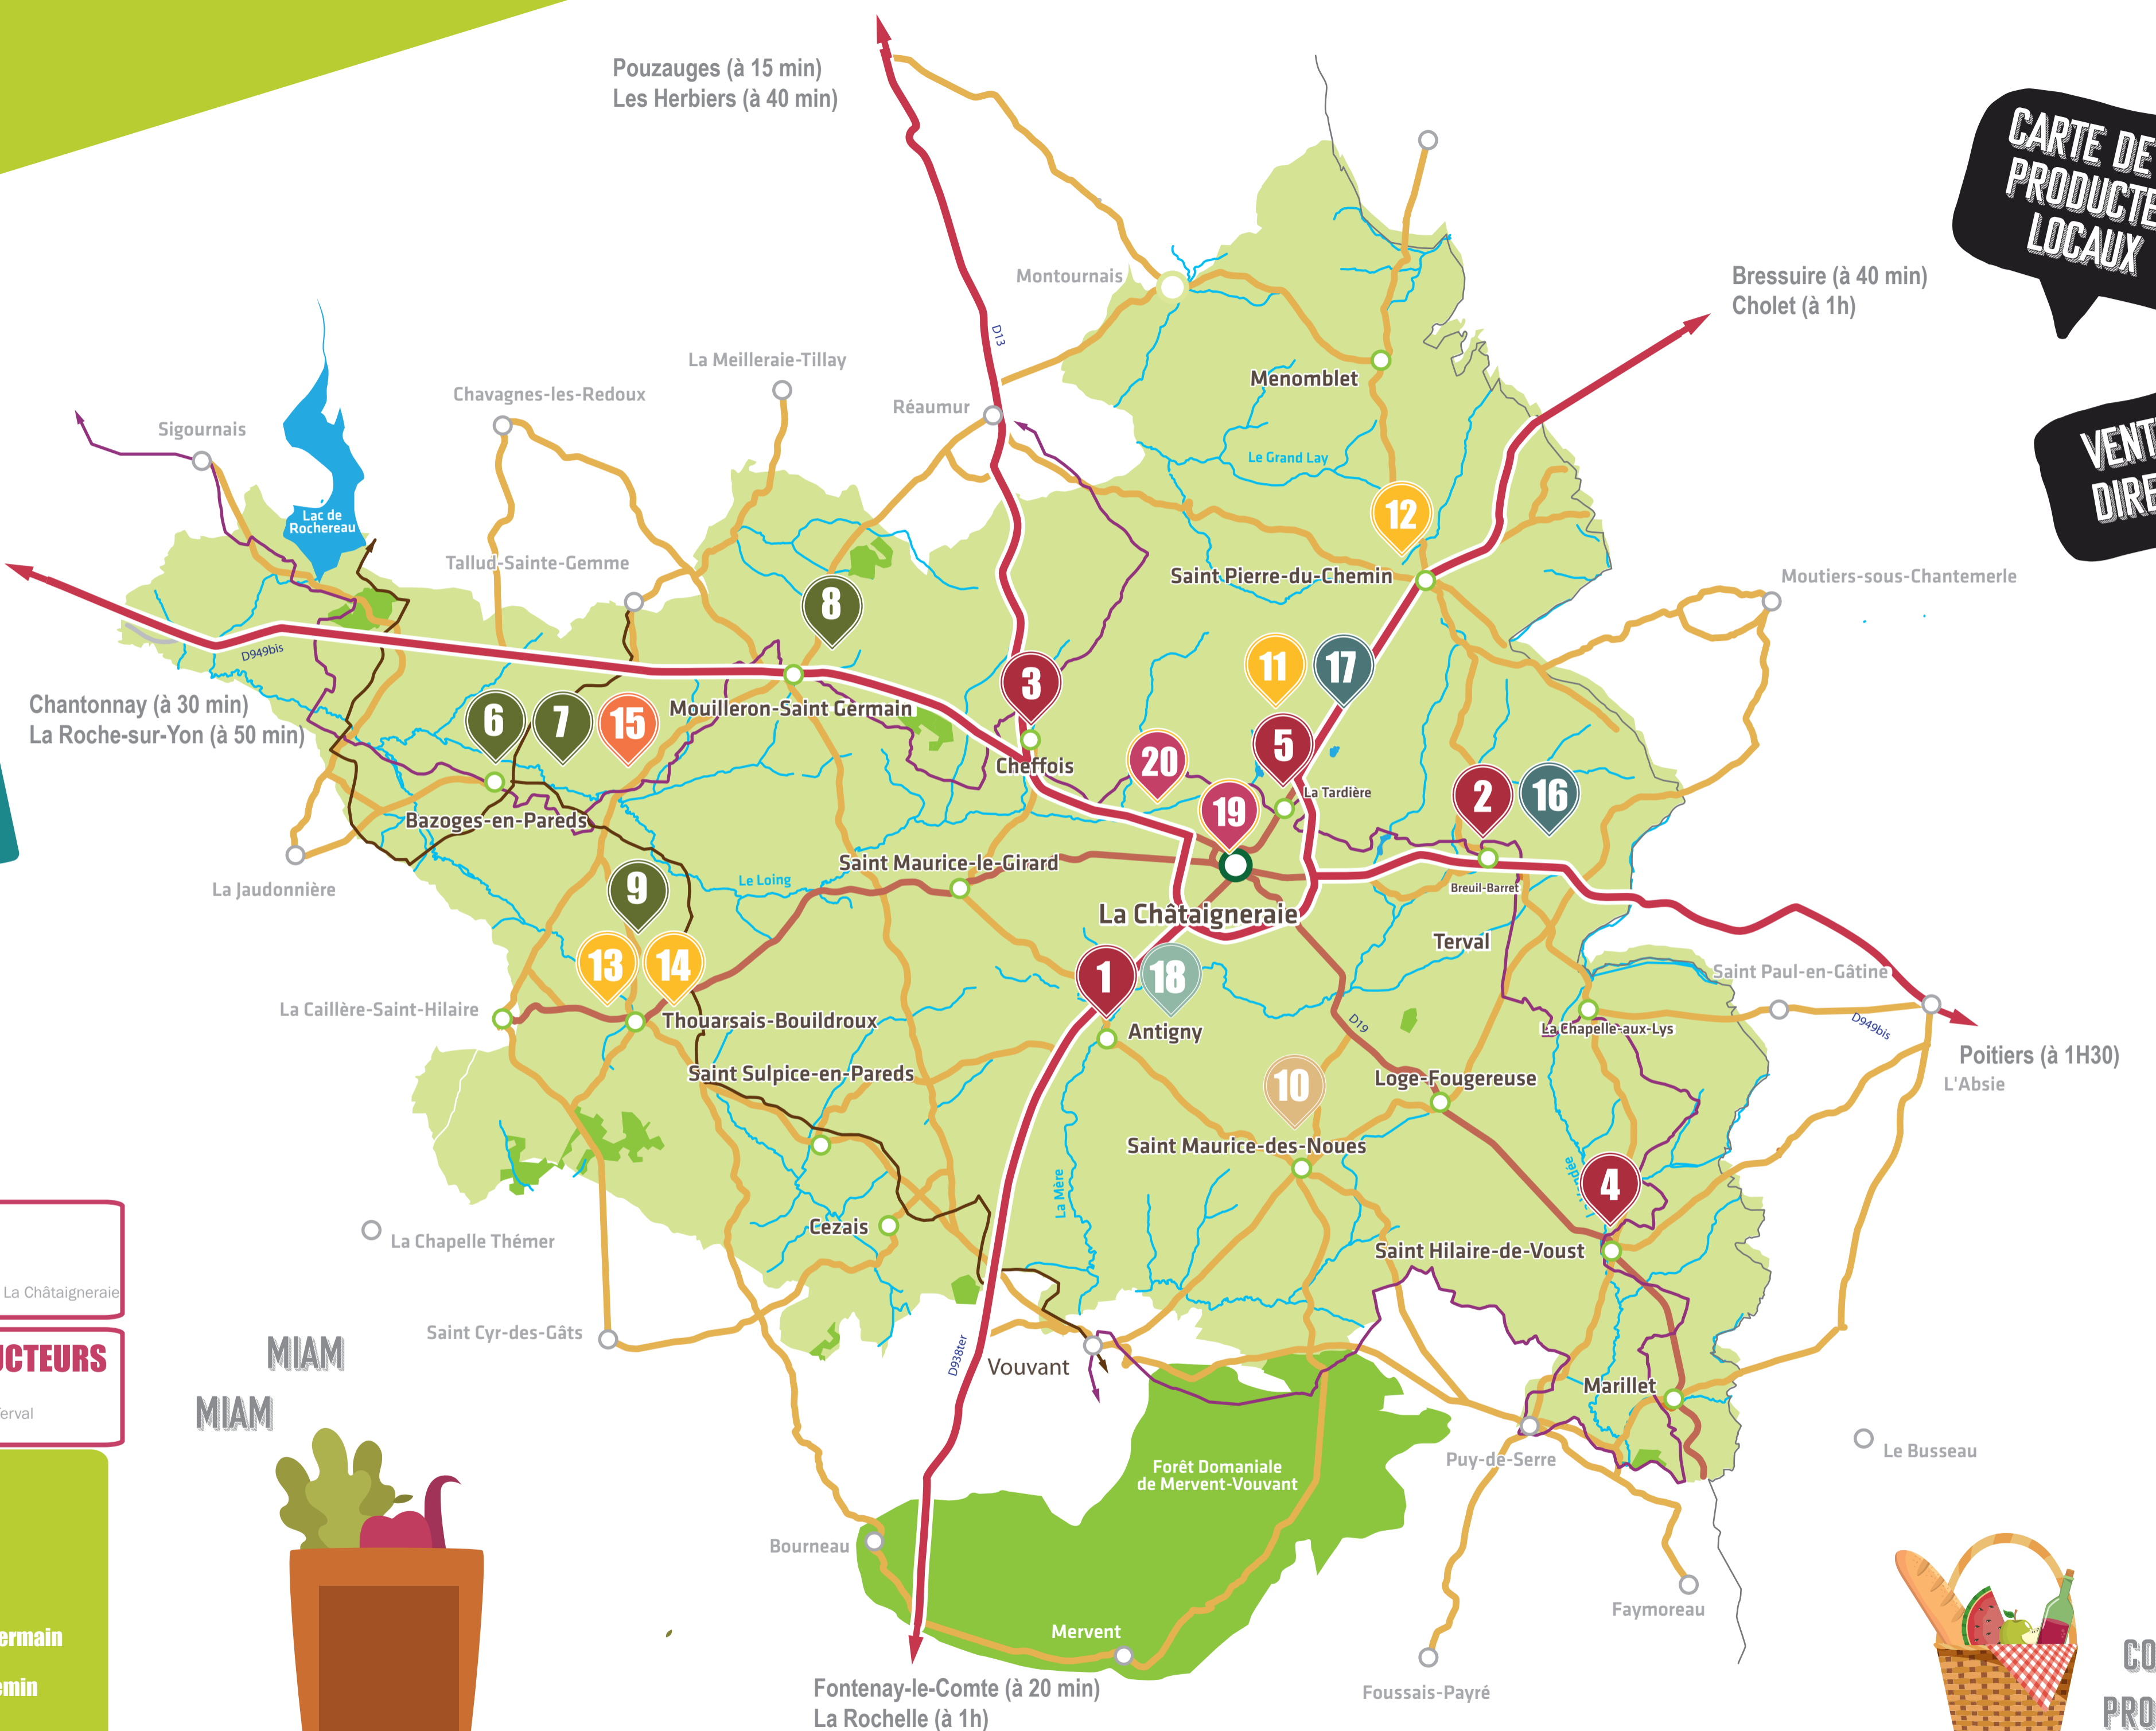 Pouzauges (à 15 min)
Les Herbiers (à 40 min)
CARTE DE
PRODUCTE
LOCAUX
Bressuire (à 40 min)
Cholet (à 1h)
Montournais
D13
La Meilleraie-Tillay
Menomblet
Chavagnes-les-Redoux
Réaumur
Sigournais
Le Grand Lay
VENT
DIRE
12
Lac de
Rochereau
Tallud-Sainte-Gemme
Saint Pierre-du-Chemin
Moutiers-sous-Chantemerle
8
D949bis
11
17
3
Chantonnay (à 30 min)
La Roche-sur-Yon (à 50 min)
6
7
15
Mouilleron-Saint Germain
5
20
Cheffois
La Tardière
2
16
19
Bazoges-en-Pareds
Saint Maurice-le-Girard
La Jaudonnière
9
Le Loing
Breuil-Barret
La Châtaigneraie
Terval
13
14
1
18
Saint Paul-en-Gâtine
La Caillère-Saint-Hilaire
Thouarsais-Bouildroux
Antigny
D19
La Chapelle-aux-Lys
D949bis
Poitiers (à 1H30)
L'Absie
Saint Sulpice-en-Pareds
10
Loge-Fougereuse
Saint Maurice-des-Noues
La Mère
4
Cezais
La Chapelle Thémer
Saint Hilaire-de-Voust
La Châtaigneraie
Saint Cyr-des-Gâts
MIAM
JCTEURS
D938ter
Vouvant
Marillet
MIAM
erval
Puy-de-Serre
Le Busseau
Forêt Domaniale
de Mervent-Vouvant
Bourneau
Faymoreau
Mervent
ermain
CO
emin
Fontenay-le-Comte (à 20 min)
La Rochelle (à 1h)
Foussais-Payré
PRO